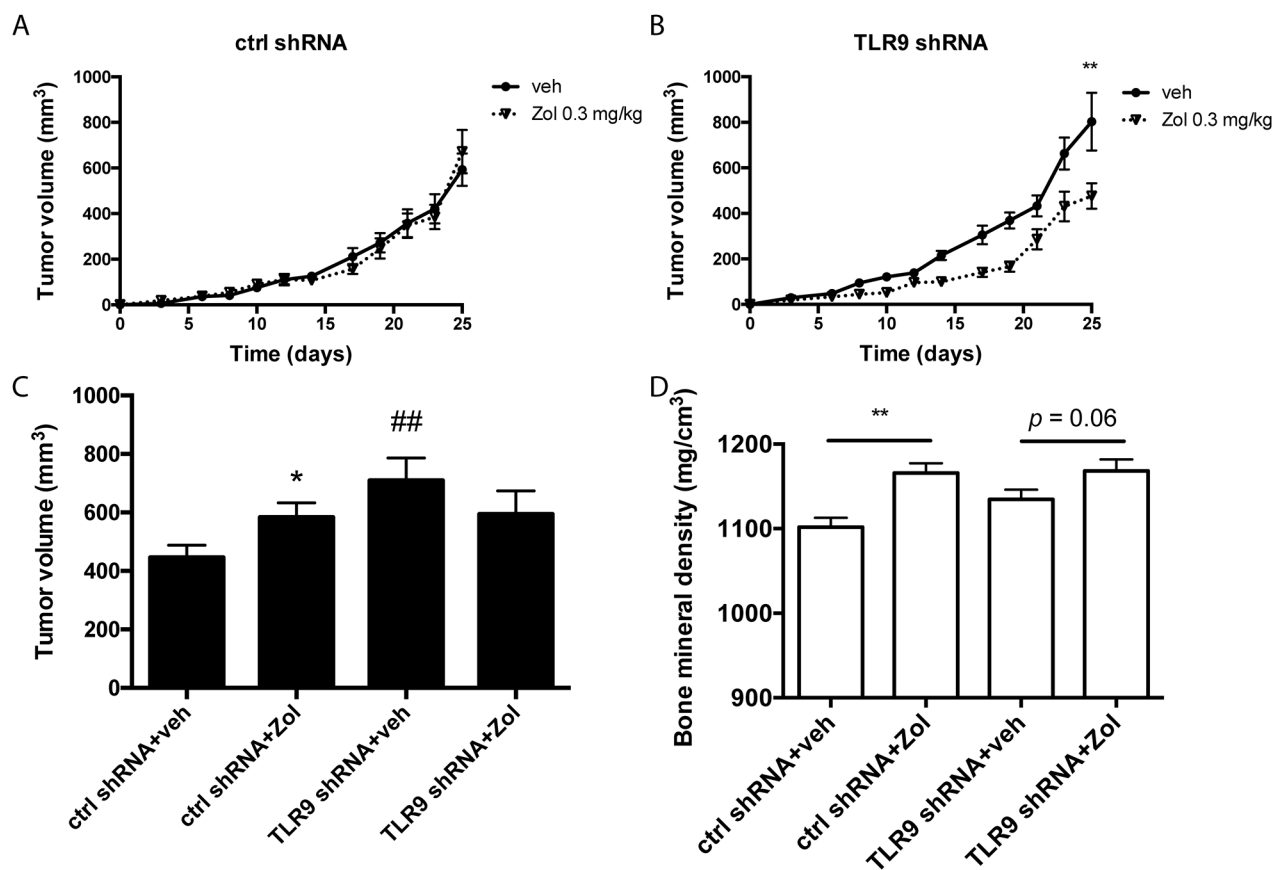 A
ctrl shRNA
Tumor volume (mm³)
1000
800
600
400
200
0
0 5 10 15 20 25
Time (days)
veh
Zol 0.3 mg/kg
B
TLR9 shRNA
**
Tumor volume (mm³)
1000
800
600
400
200
0
0 5 10 15 20 25
Time (days)
veh
Zol 0.3 mg/kg
C
Tumor volume (mm³)
1000
800
600
400
200
0
*
##
ctrl shRNA+veh
ctrl shRNA+Zol
TLR9 shRNA+veh
TLR9 shRNA+Zol
D
Bone mineral density (mg/cm³)
1200
1100
1000
900
**
p = 0.06
ctrl shRNA+veh
ctrl shRNA+Zol
TLR9 shRNA+veh
TLR9 shRNA+Zol